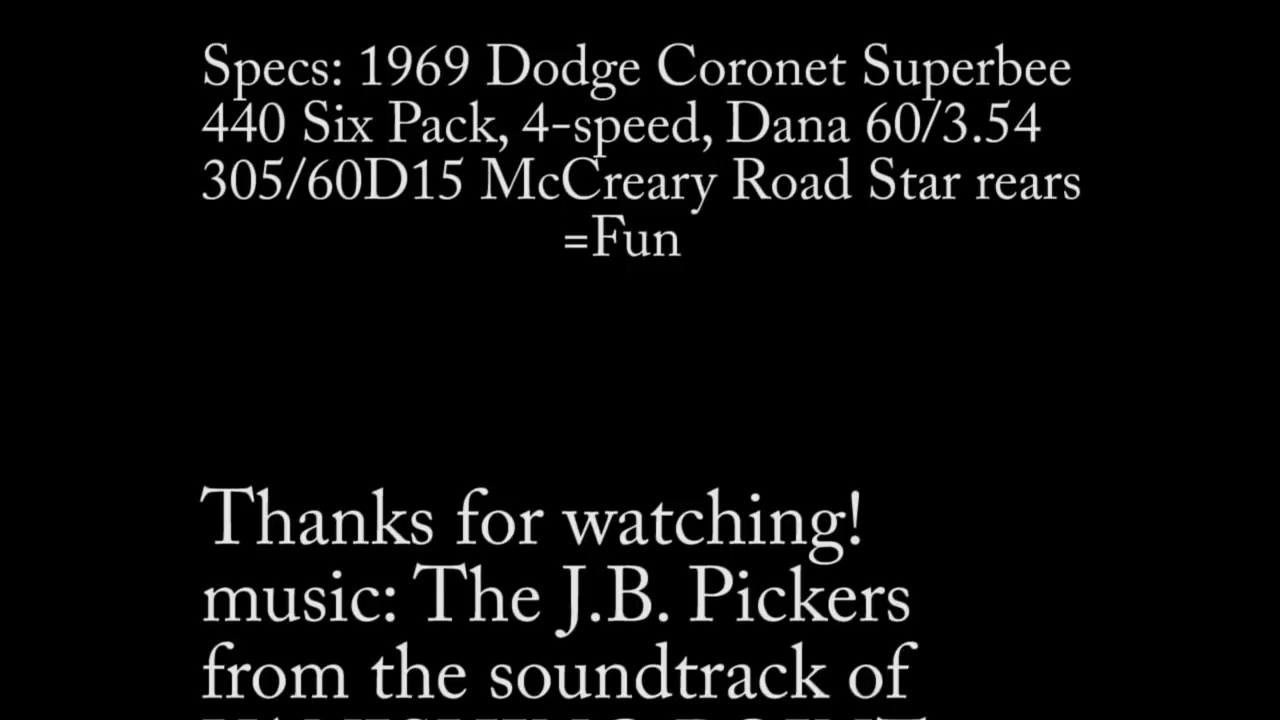 Specs: 1969 Dodge Coronet Superbee
440 Six Pack, 4-speed, Dana 60/3.54
305/60D15 McCreary Road Star rears
=Fun
Thanks for watching!
music: The J.B. Pickers
from the soundtrack of